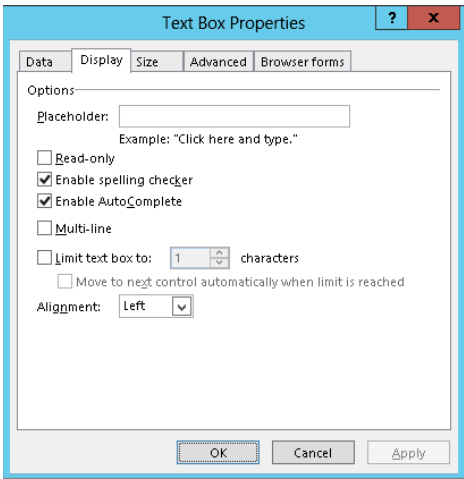 Text Box Properties
? x
Data Display Size Advanced Browser forms
Options
Placeholder:
Example: "Click here and type."
Read-only
Enable spelling checker
Enable AutoComplete
Multi-line
Limit text box to: 1 characters
Move to next control automatically when limit is reached
Alignment: Left
OK Cancel Apply